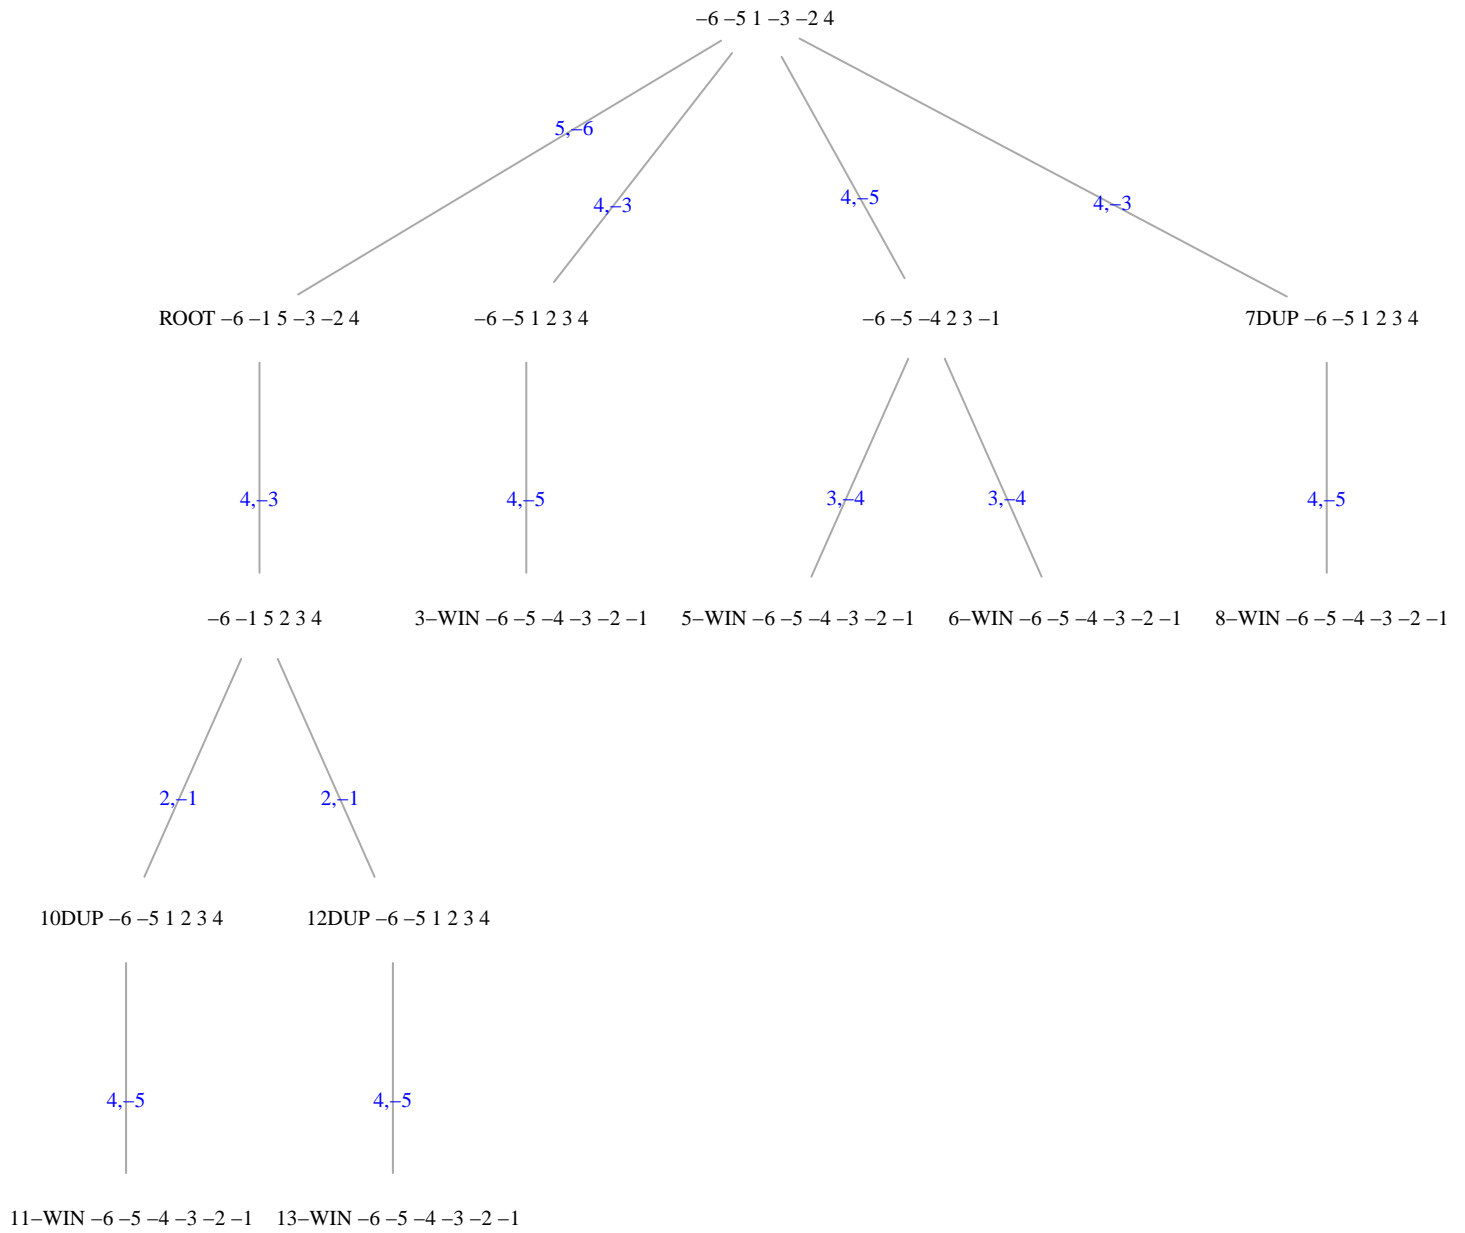 –6 –5 1 –3 –2 4
5,–6
4,–3
4,–5
4,–3
ROOT –6 –1 5 –3 –2 4
–6 –5 1 2 3 4
–6 –5 –4 2 3 –1
7DUP –6 –5 1 2 3 4
4,–3
4,–5
3,–4
3,–4
4,–5
–6 –1 5 2 3 4
3–WIN –6 –5 –4 –3 –2 –1
5–WIN –6 –5 –4 –3 –2 –1
6–WIN –6 –5 –4 –3 –2 –1
8–WIN –6 –5 –4 –3 –2 –1
2,–1
2,–1
10DUP –6 –5 1 2 3 4
12DUP –6 –5 1 2 3 4
4,–5
4,–5
11–WIN –6 –5 –4 –3 –2 –1
13–WIN –6 –5 –4 –3 –2 –1